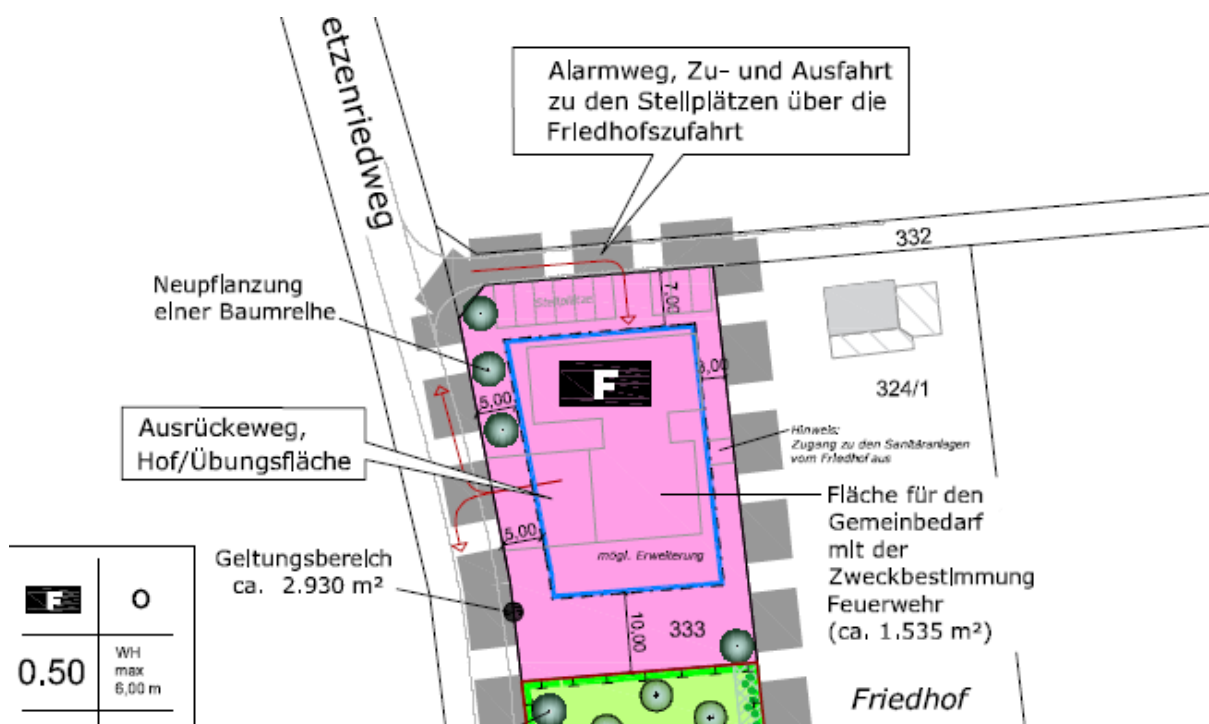 etzenriedweg
Alarmweg, Zu- und Ausfahrt
zu den Stellplätzen über die
Friedhofszufahrt
332
Neupflanzung
einer Baumreihe
Stellplätze
7,00
F
3,00
324/1
5,00
Ausrückeweg,
Hof/Übungsfläche
Hinweis:
Zugang zu den Sanitäranlagen
vom Friedhof aus
5,00
mögl. Erweiterung
Fläche für den
Gemeinbedarf
mit der
Zweckbestimmung
Feuerwehr
(ca. 1.535 m²)
Geltungsbereich
ca. 2.930 m²
10,00
333
F
O
0.50
WH
max
6,00 m
Friedhof